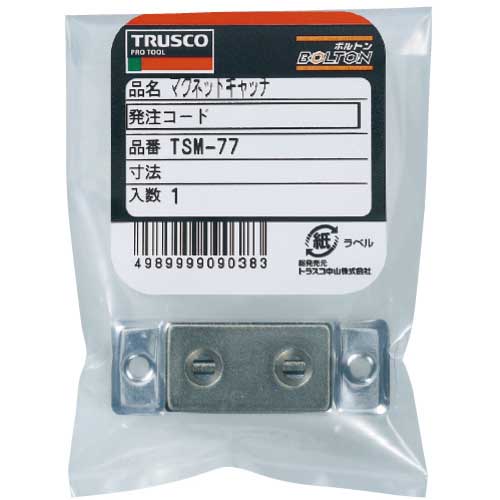 TRUSCO
PRO TOOL
ボルトン
BOLTON
品名 マグネットキャッチ
発注コード
品番 TSM-77
寸法
入数 1
4989999090383
紙
ラベル
総発売元
トラスコ中山株式会社